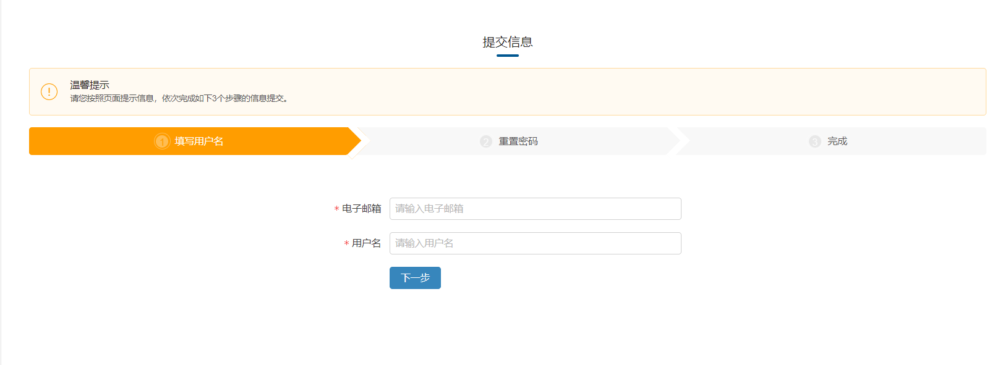 提交信息
温馨提示
请您按照页面提示信息，依次完成如下3个步骤的信息提交。
1 填写用户名
2 重置密码
3 完成
* 电子邮箱 请输入电子邮箱
* 用户名 请输入用户名
下一步